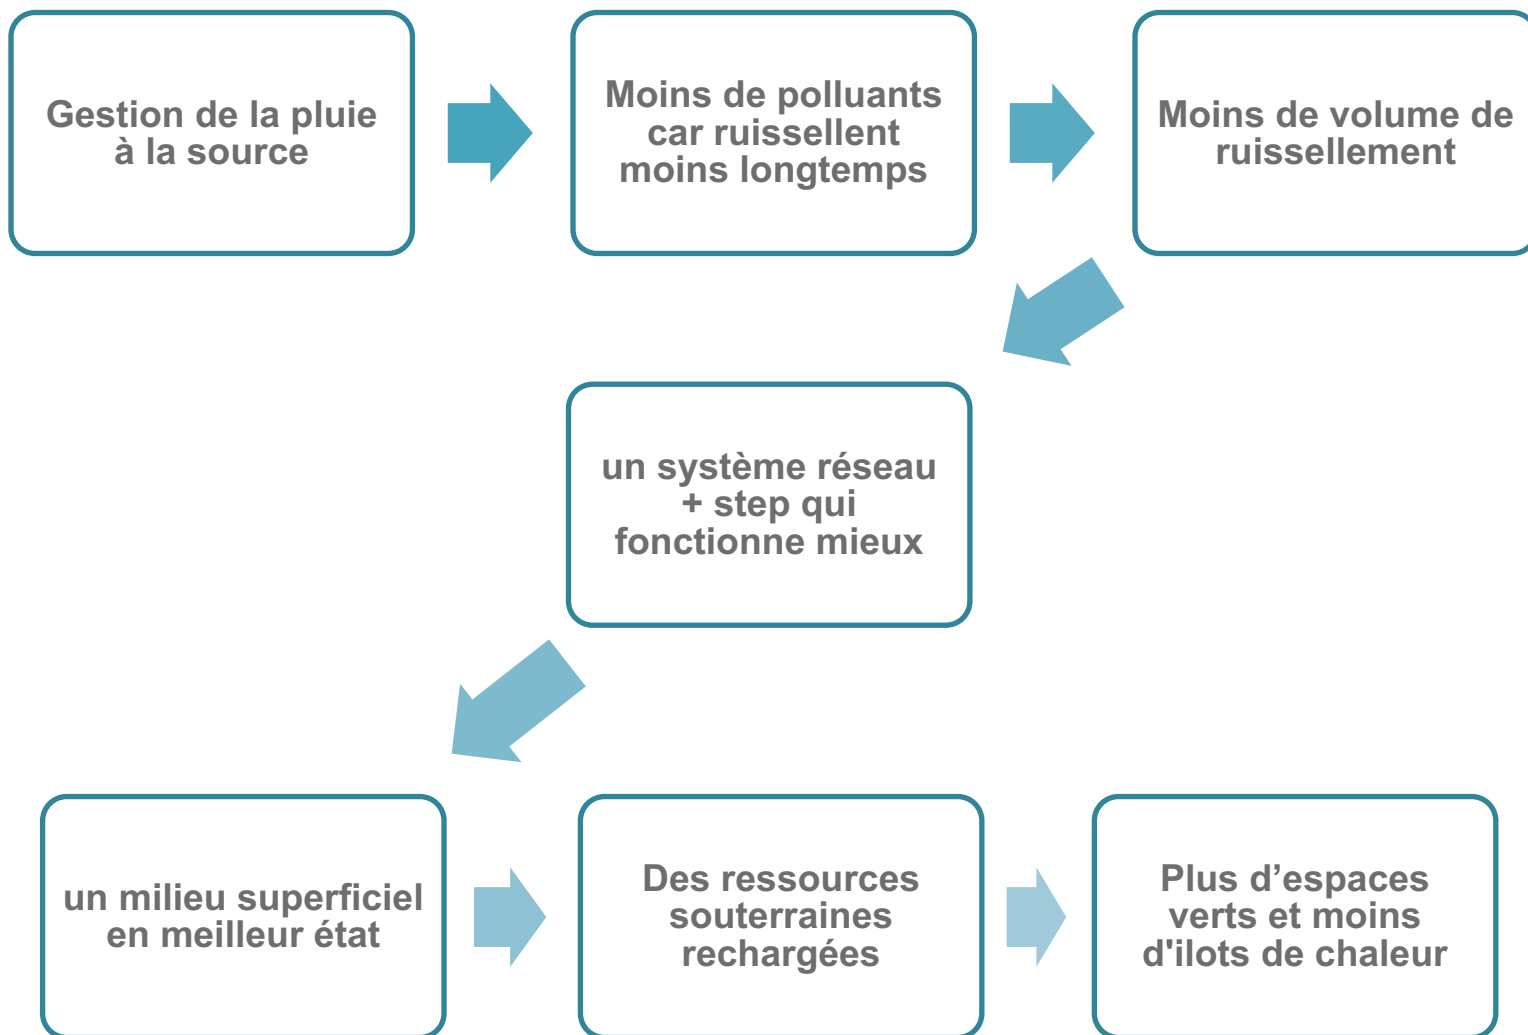 Gestion de la pluie
à la source
Moins de polluants
car ruissellent
moins longtemps
Moins de volume de
ruissellement
un système réseau
+ step qui
fonctionne mieux
un milieu superficiel
en meilleur état
Des ressources
souterraines
rechargées
Plus d’espaces
verts et moins
d'ilots de chaleur